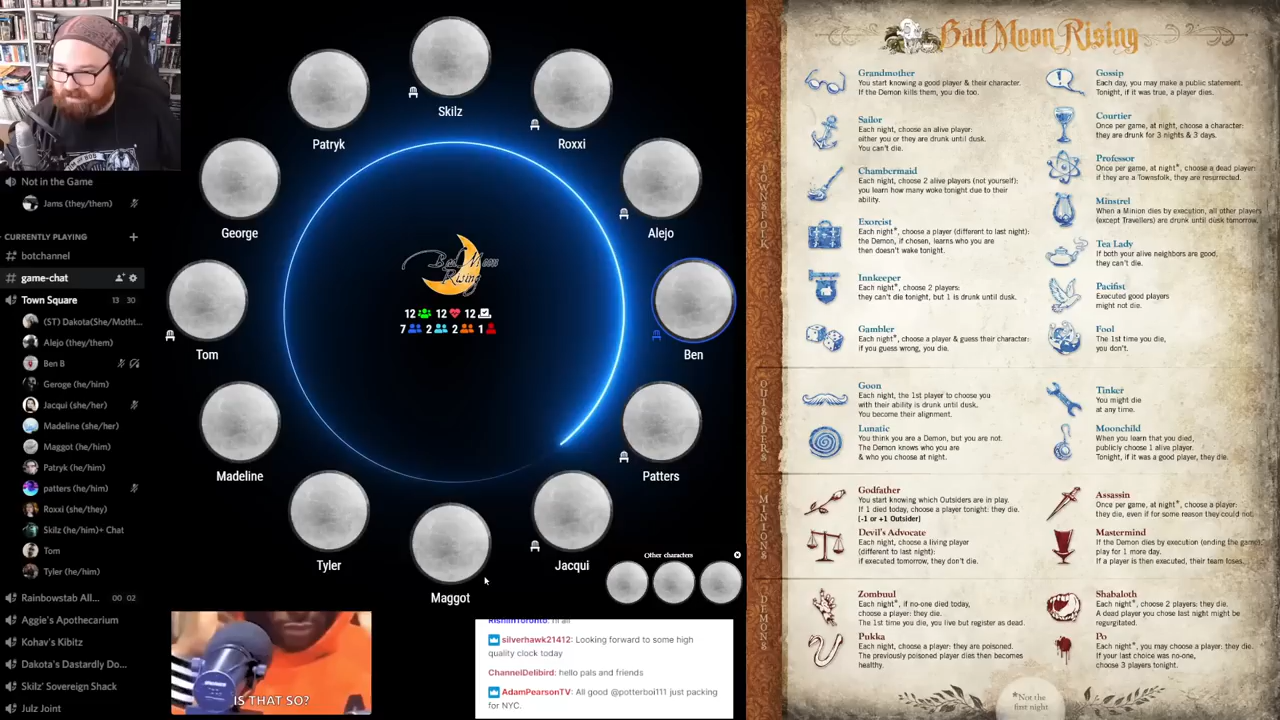 Not in the Game
Jams (they/them)
CURRENTLY PLAYING
botchannel
game-chat
Town Square 13 30
(ST) Dakota(She/Motht...
Alejo (they/them)
Ben B
Geroge (he/him)
Jacqui (she/her)
Madeline (she/her)
Maggot (he/him)
Patryk (he/him)
patters (he/him)
Roxxi (she/they)
Skilz (he/him)+ Chat
Tom
Tyler (he/him)
Rainbowstab All... 00 02
Aggie's Apothecarium
Kohav's Kibitz
Dakota's Dastardly Do...
Skilz' Sovereign Shack
Julz Joint
Skilz
Patryk
Roxxi
George
Alejo
Tom
Ben
Madeline
Patters
Tyler
Jacqui
Maggot
Bad Moon Rising
12 12 12
7 2 2 1
Other characters
IS THAT SO?
silverhawk21412: Looking forward to some high
quality clock today
ChannelDelibird: hello pals and friends
AdamPearsonTV: All good @potterboi111 just packing
for NYC.
Bad Moon Rising
TOWNSFOLK
Grandmother
You start knowing a good player & their character.
If the Demon kills them, you die too.
Sailor
Each night, choose an alive player:
either you or they are drunk until dusk.
You can't die.
Chambermaid
Each night, choose 2 alive players (not yourself):
you learn how many woke tonight due to their
ability.
Exorcist
Each night*, choose a player (different to last night):
the Demon, if chosen, learns who you are
then doesn't wake tonight.
Innkeeper
Each night*, choose 2 players:
they can't die tonight, but 1 is drunk until dusk.
Gambler
Each night*, choose a player & guess their character:
if you guess wrong, you die.
Gossip
Each day, you may make a public statement.
Tonight, if it was true, a player dies.
Courtier
Once per game, at night, choose a character:
they are drunk for 3 nights & 3 days.
Professor
Once per game, at night*, choose a dead player:
if they are a Townsfolk, they are resurrected.
Minstrel
When a Minion dies by execution, all other players
(except Travellers) are drunk until dusk tomorrow.
Tea Lady
If both your alive neighbors are good,
they can't die.
Pacifist
Executed good players
might not die.
Fool
The 1st time you die,
you don't.
OUTSIDERS
Goon
Each night, the 1st player to choose you
with their ability is drunk until dusk.
You become their alignment.
Lunatic
You think you are a Demon, but you are not.
The Demon knows who you are
& who you choose at night.
Tinker
You might die
at any time.
Moonchild
When you learn that you died,
publicly choose 1 alive player.
Tonight, if it was a good player, they die.
MINIONS
Godfather
You start knowing which Outsiders are in play.
If 1 died today, choose a player tonight: they die.
[-1 or +1 Outsider]
Devil's Advocate
Each night, choose a living player
(different to last night):
if executed tomorrow, they don't die.
Assassin
Once per game, at night*, choose a player:
they die, even if for some reason they could not.
Mastermind
If the Demon dies by execution (ending the game)
play for 1 more day.
If a player is then executed, their team loses.
DEMONS
Zombuul
Each night*, if no-one died today,
choose a player: they die.
The 1st time you die, you live but register as dead.
Pukka
Each night, choose a player: they are poisoned.
The previously poisoned player dies then becomes
healthy.
Shabaloth
Each night*, choose 2 players: they die.
A dead player you chose last night might be
regurgitated.
Po
Each night*, you may choose a player: they die.
If your last choice was no-one,
choose 3 players tonight.
*Not the
first night